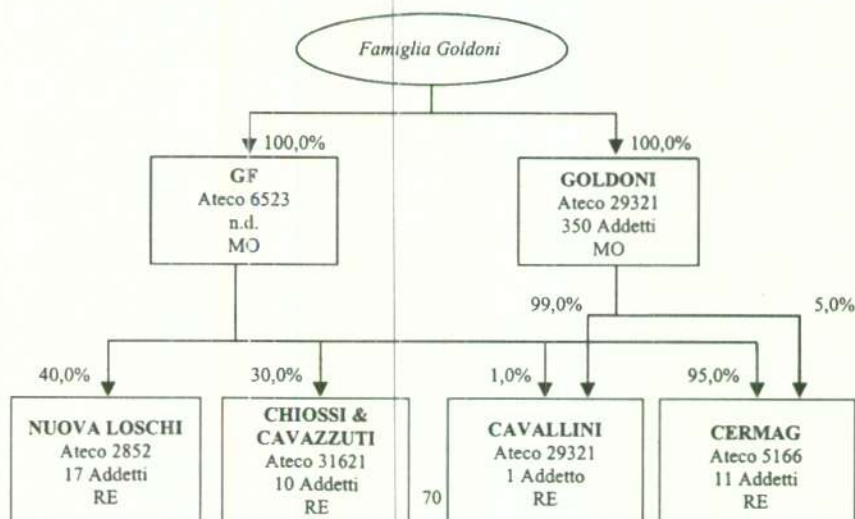 Famiglia Goldoni
100,0%
100,0%
GF
Ateco 6523
n.d.
MO
GOLDONI
Ateco 29321
350 Addetti
MO
99,0%
5,0%
40,0%
30,0%
1,0%
95,0%
NUOVA LOSCHI
Ateco 2852
17 Addetti
RE
CHIOSSI &
CAVAZZUTI
Ateco 31621
10 Addetti
RE
70
CAVALLINI
Ateco 29321
1 Addetto
RE
CERMAG
Ateco 5166
11 Addetti
RE